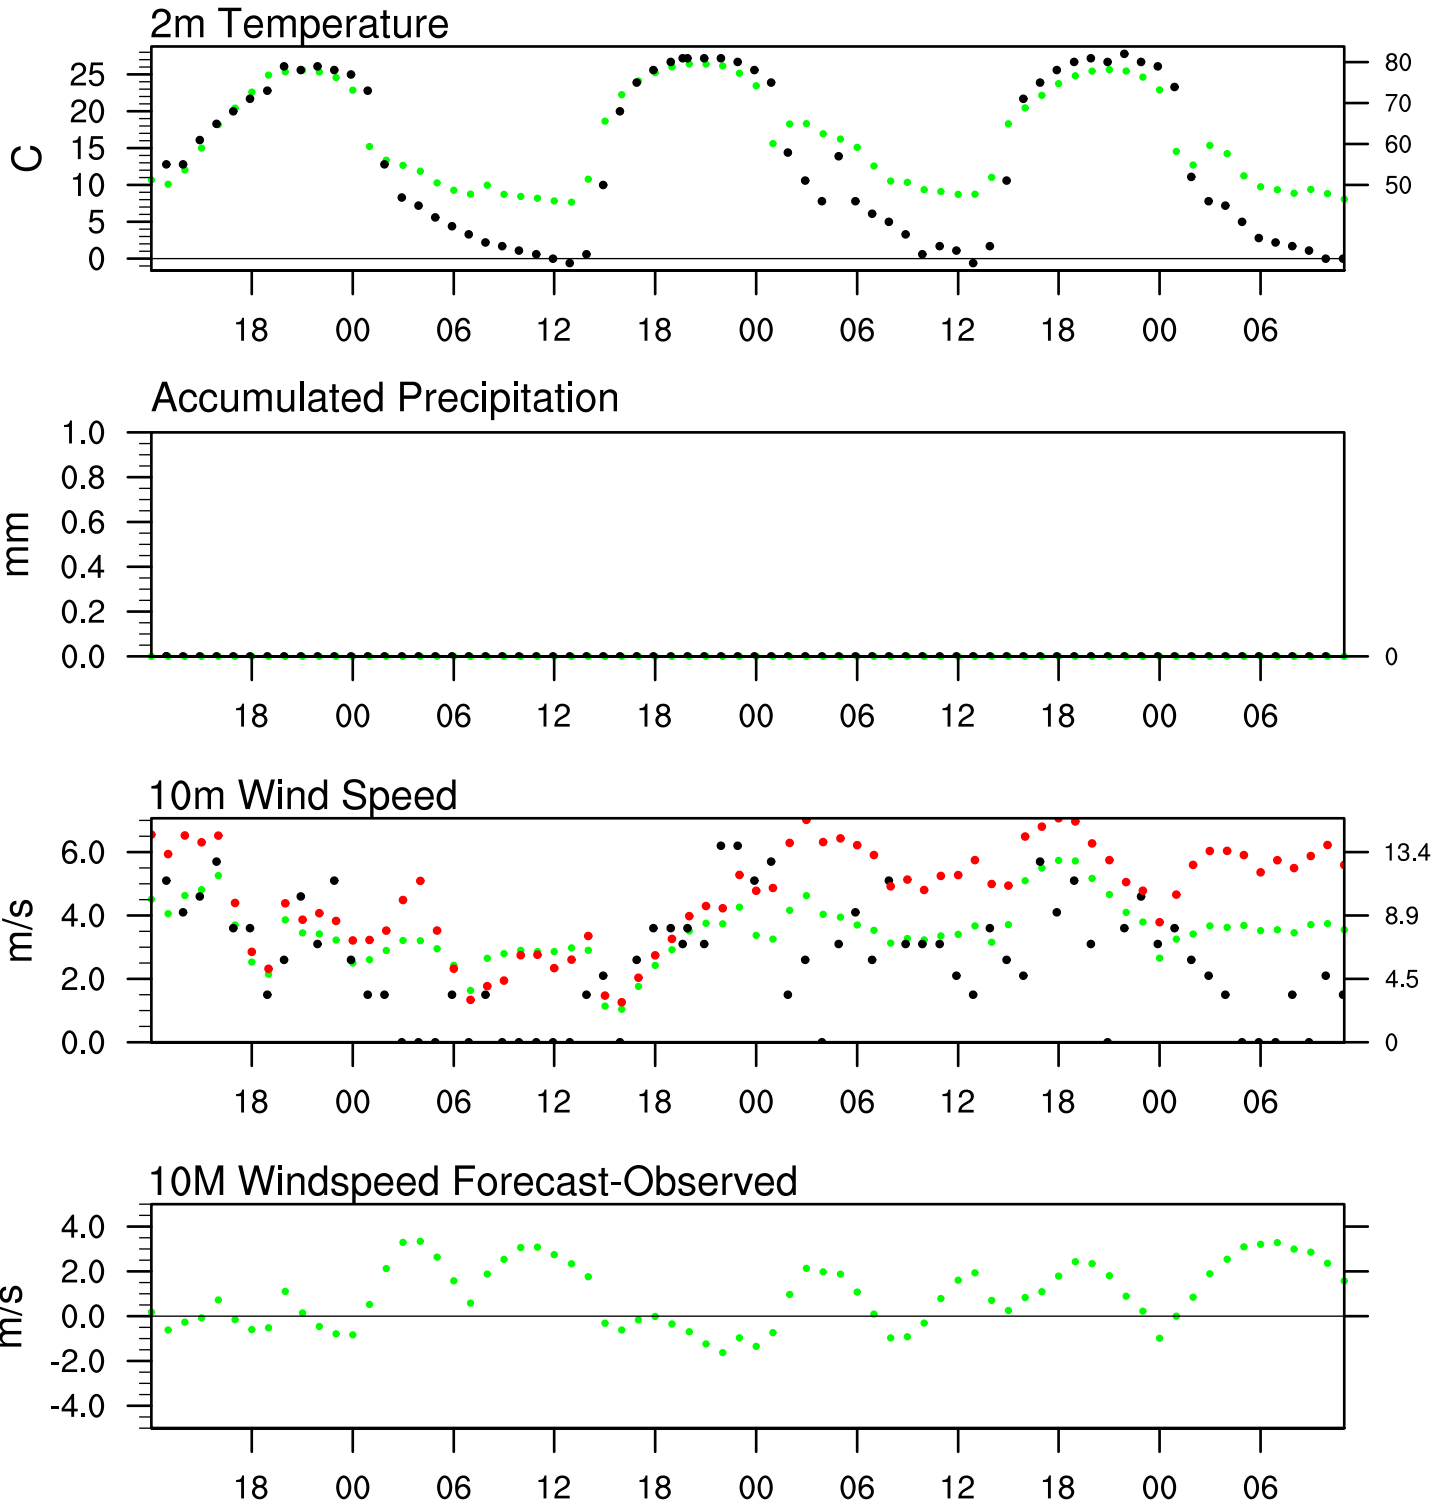 2m Temperature
C
25
20
15
10
5
0
80
70
60
50
18 00 06 12 18 00 06 12 18 00 06
Accumulated Precipitation
mm
1.0
0.8
0.6
0.4
0.2
0.0
0
18 00 06 12 18 00 06 12 18 00 06
10m Wind Speed
m/s
6.0
4.0
2.0
0.0
13.4
8.9
4.5
0
18 00 06 12 18 00 06 12 18 00 06
10M Windspeed Forecast-Observed
m/s
4.0
2.0
0.0
-2.0
-4.0
18 00 06 12 18 00 06 12 18 00 06